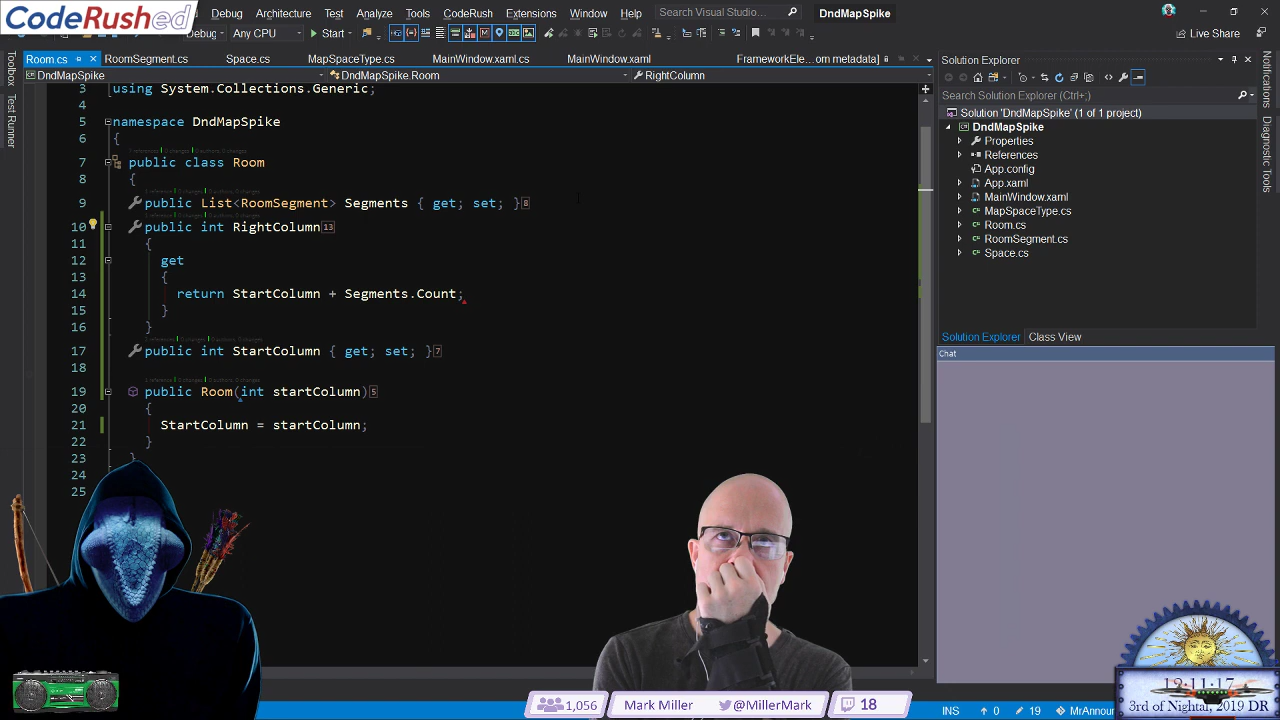 CodeRushed
Debug Architecture Test Analyze Tools CodeRush Extensions Window Help Search Visual Studio DndMapSpike
Debug Any CPU Start Live Share
Room.cs RoomSegment.cs Space.cs MapSpaceType.cs MainWindow.xaml.cs MainWindow.xaml FrameworkEle...om metadata]
DndMapSpike DndMapSpike.Room RightColumn
Toolbox
Test Runner
3 using System.Collections.Generic;
4
5 namespace DndMapSpike
6 {
7 public class Room
8 {
9 public List<RoomSegment> Segments { get; set; } 8
10 public int RightColumn 13
11 {
12 get
13 {
14 return StartColumn + Segments.Count;
15 }
16 }
17 public int StartColumn { get; set; } 7
18
19 public Room(int startColumn) 5
20 {
21 StartColumn = startColumn;
22 }
23 }
24
25
Solution Explorer
Search Solution Explorer (Ctrl+;)
Solution 'DndMapSpike' (1 of 1 project)
DndMapSpike
Properties
References
App.config
App.xaml
MainWindow.xaml
MapSpaceType.cs
Room.cs
RoomSegment.cs
Space.cs
Solution Explorer Class View
Chat
Notifications
Diagnostic Tools
1,056 Mark Miller @MillerMark 18
INS 0 19 MrAnnour
19:11:17
3rd of Nightal, 2019 DR